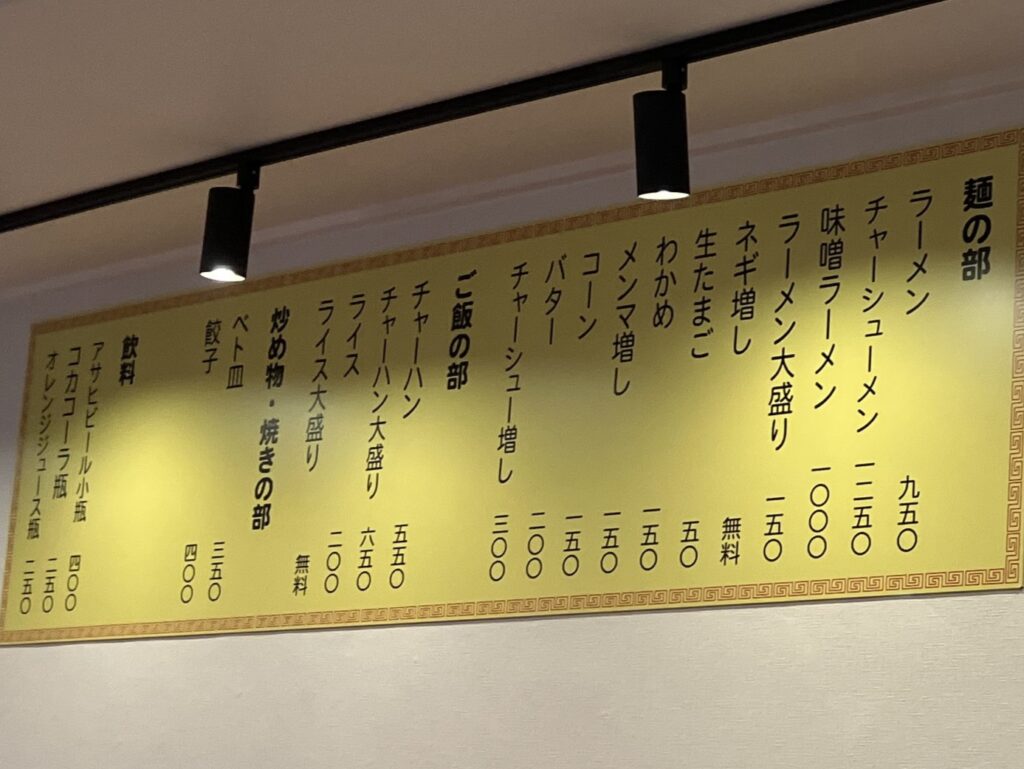 麺の部
ラーメン 九五〇
チャーシューメン 一二五〇
味噌ラーメン 一〇〇〇
ラーメン大盛り 一五〇
ネギ増し 無料
生たまご 五〇
わかめ 一五〇
メンマ増し 一五〇
コーン 一五〇
バター 二〇〇
チャーシュー増し 三〇〇
ご飯の部
チャーハン 五五〇
チャーハン大盛り 六五〇
ライス 二〇〇
ライス大盛り 無料
炒め物・焼きの部
ベト皿 三五〇
餃子 四〇〇
飲料
アサヒビール小瓶 四〇〇
コカコーラ瓶 二五〇
オレンジジュース瓶 二五〇